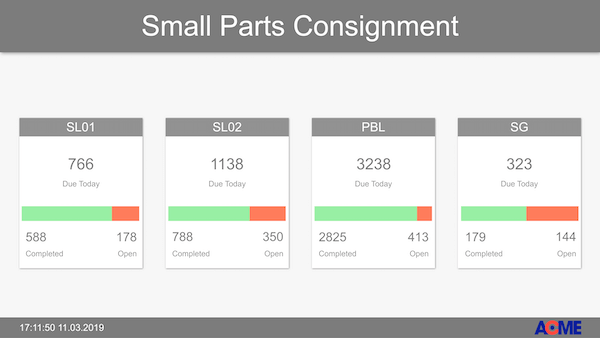 Small Parts Consignment
SL01
766
Due Today
588 178
Completed Open
SL02
1138
Due Today
788 350
Completed Open
PBL
3238
Due Today
2825 413
Completed Open
SG
323
Due Today
179 144
Completed Open
17:11:50 11.03.2019
ACME